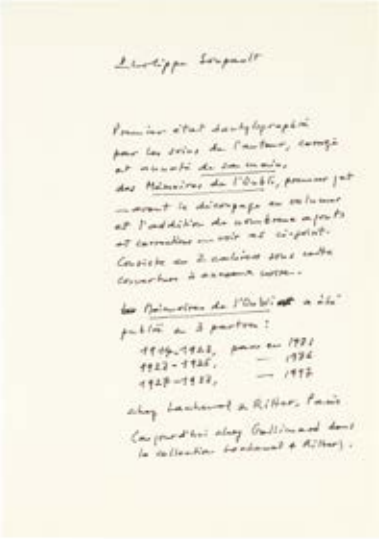 Philippe Soupault
Premier état dactylographié
par les soins de l'auteur, corrigé
et annoté de sa main,
des Mémoires de l'Oubli, premier jet
— avant le découpage en volumes
et l'addition de nombreux ajouts
et corrections — voir ms ci-joint.
Consiste en 2 cahiers sous cette
couverture à anneaux
Mémoires de l'Oubli a été
publié en 3 parties :
1914-1923, paru en 1981
1923-1926, — 1986
1927-1933, — 1997
chez Lachenal & Ritter, Paris
(aujourd'hui chez Gallimard dans
la collection Lachenal & Ritter).